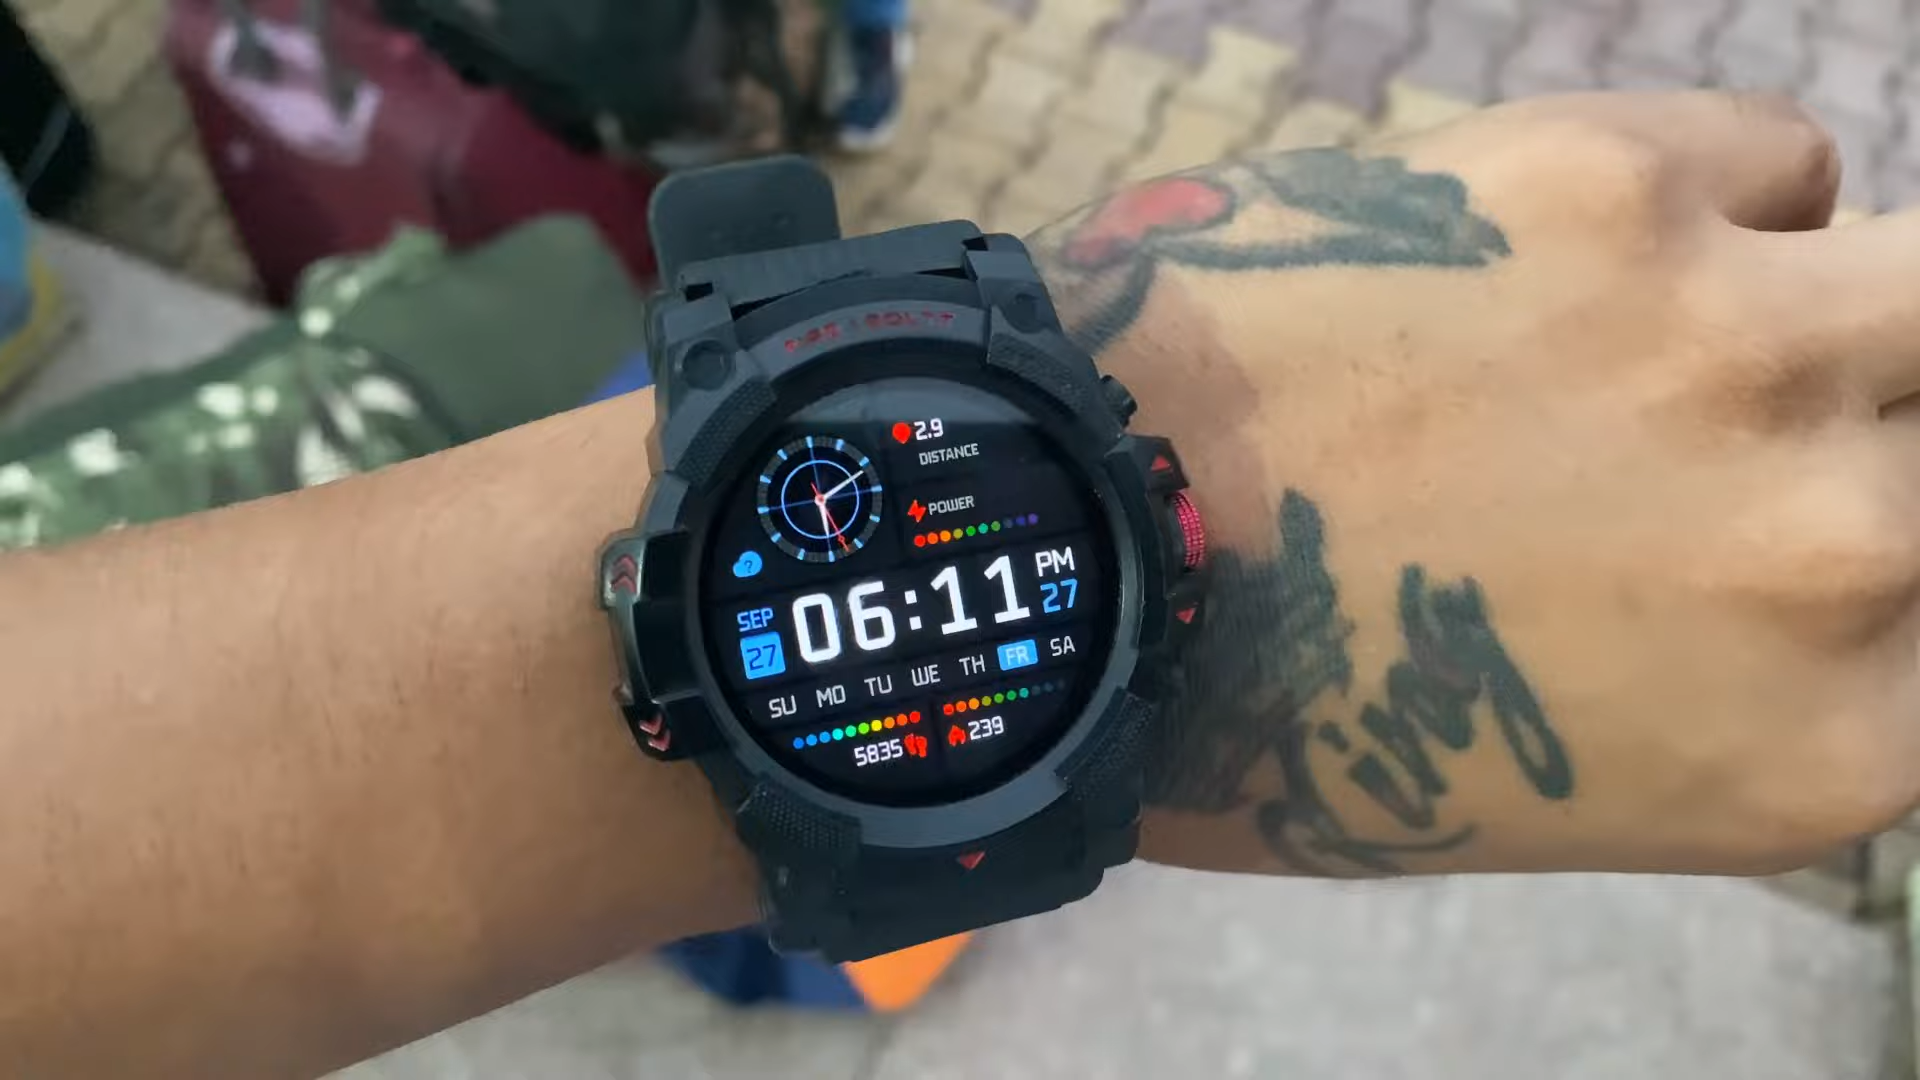 2.9
DISTANCE
POWER
?
06:11 PM
27
SEP
27
SU MO TU WE TH FR SA
5835
239
King